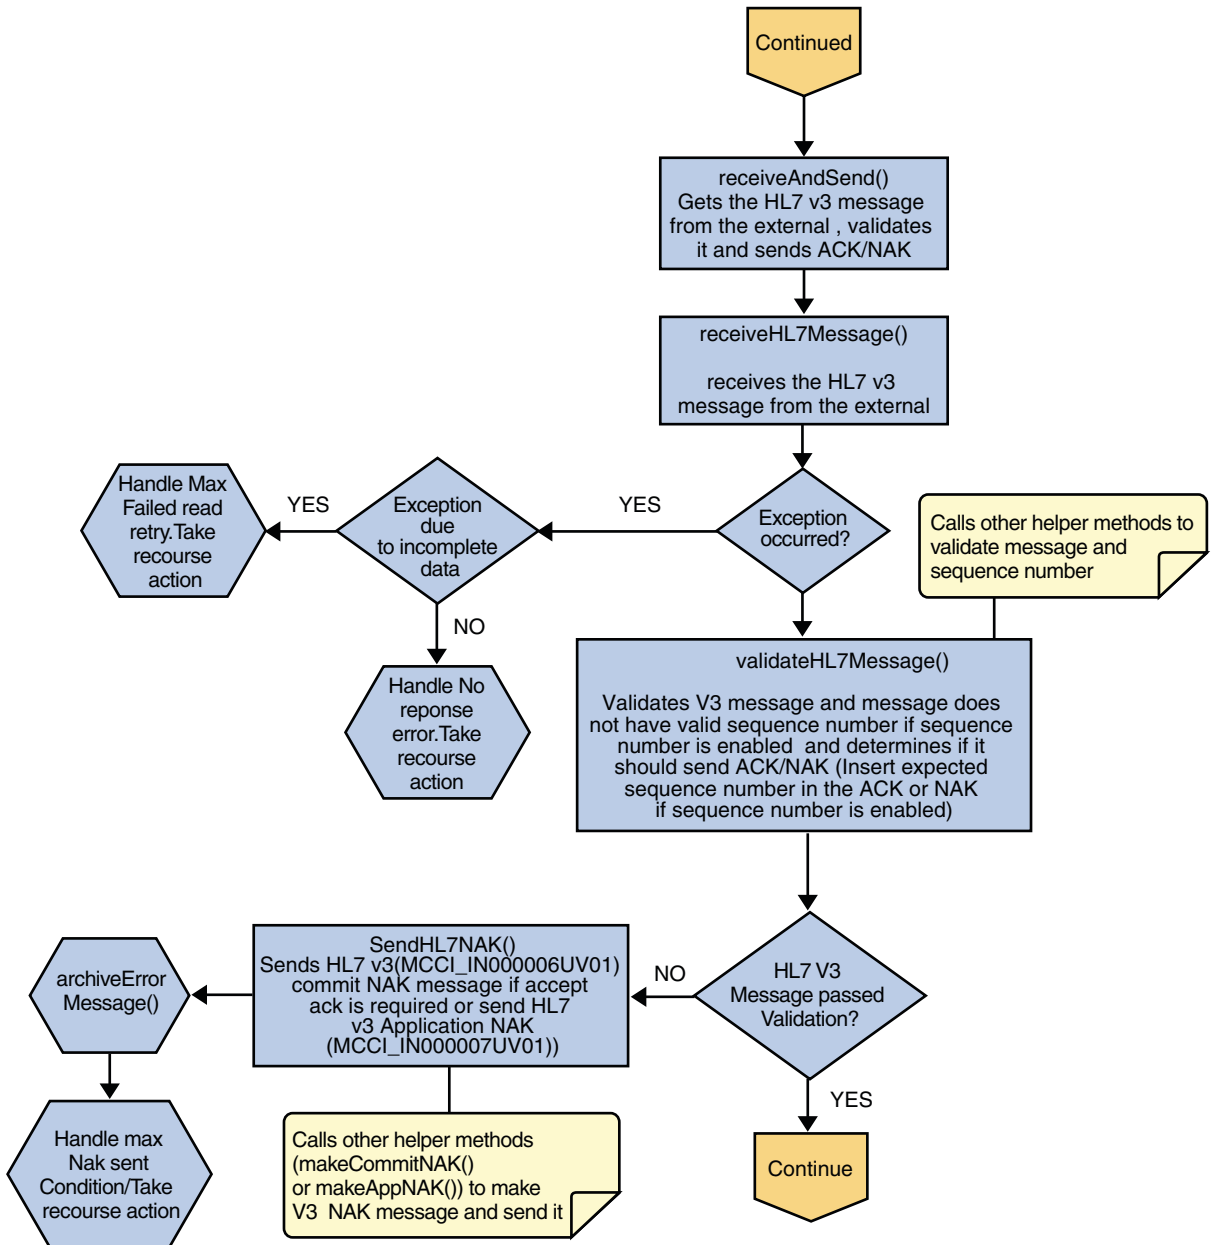 Continued
receiveAndSend()
Gets the HL7 v3 message
from the external , validates
it and sends ACK/NAK
receiveHL7Message()
receives the HL7 v3
message from the external
Handle Max
Failed read
retry.Take
recourse
action
YES
Exception
due
to incomplete
data
YES
Exception
occurred?
Calls other helper methods to
validate message and
sequence number
NO
Handle No
reponse
error.Take
recourse
action
validateHL7Message()
Validates V3 message and message does
not have valid sequence number if sequence
number is enabled and determines if it
should send ACK/NAK (Insert expected
sequence number in the ACK or NAK
if sequence number is enabled)
archiveError
Message()
SendHL7NAK()
Sends HL7 v3(MCCI_IN000006UV01)
commit NAK message if accept
ack is required or send HL7
v3 Application NAK
(MCCI_IN000007UV01))
NO
HL7 V3
Message passed
Validation?
YES
Handle max
Nak sent
Condition/Take
recourse action
Calls other helper methods
(makeCommitNAK()
or makeAppNAK()) to make
V3 NAK message and send it
Continue